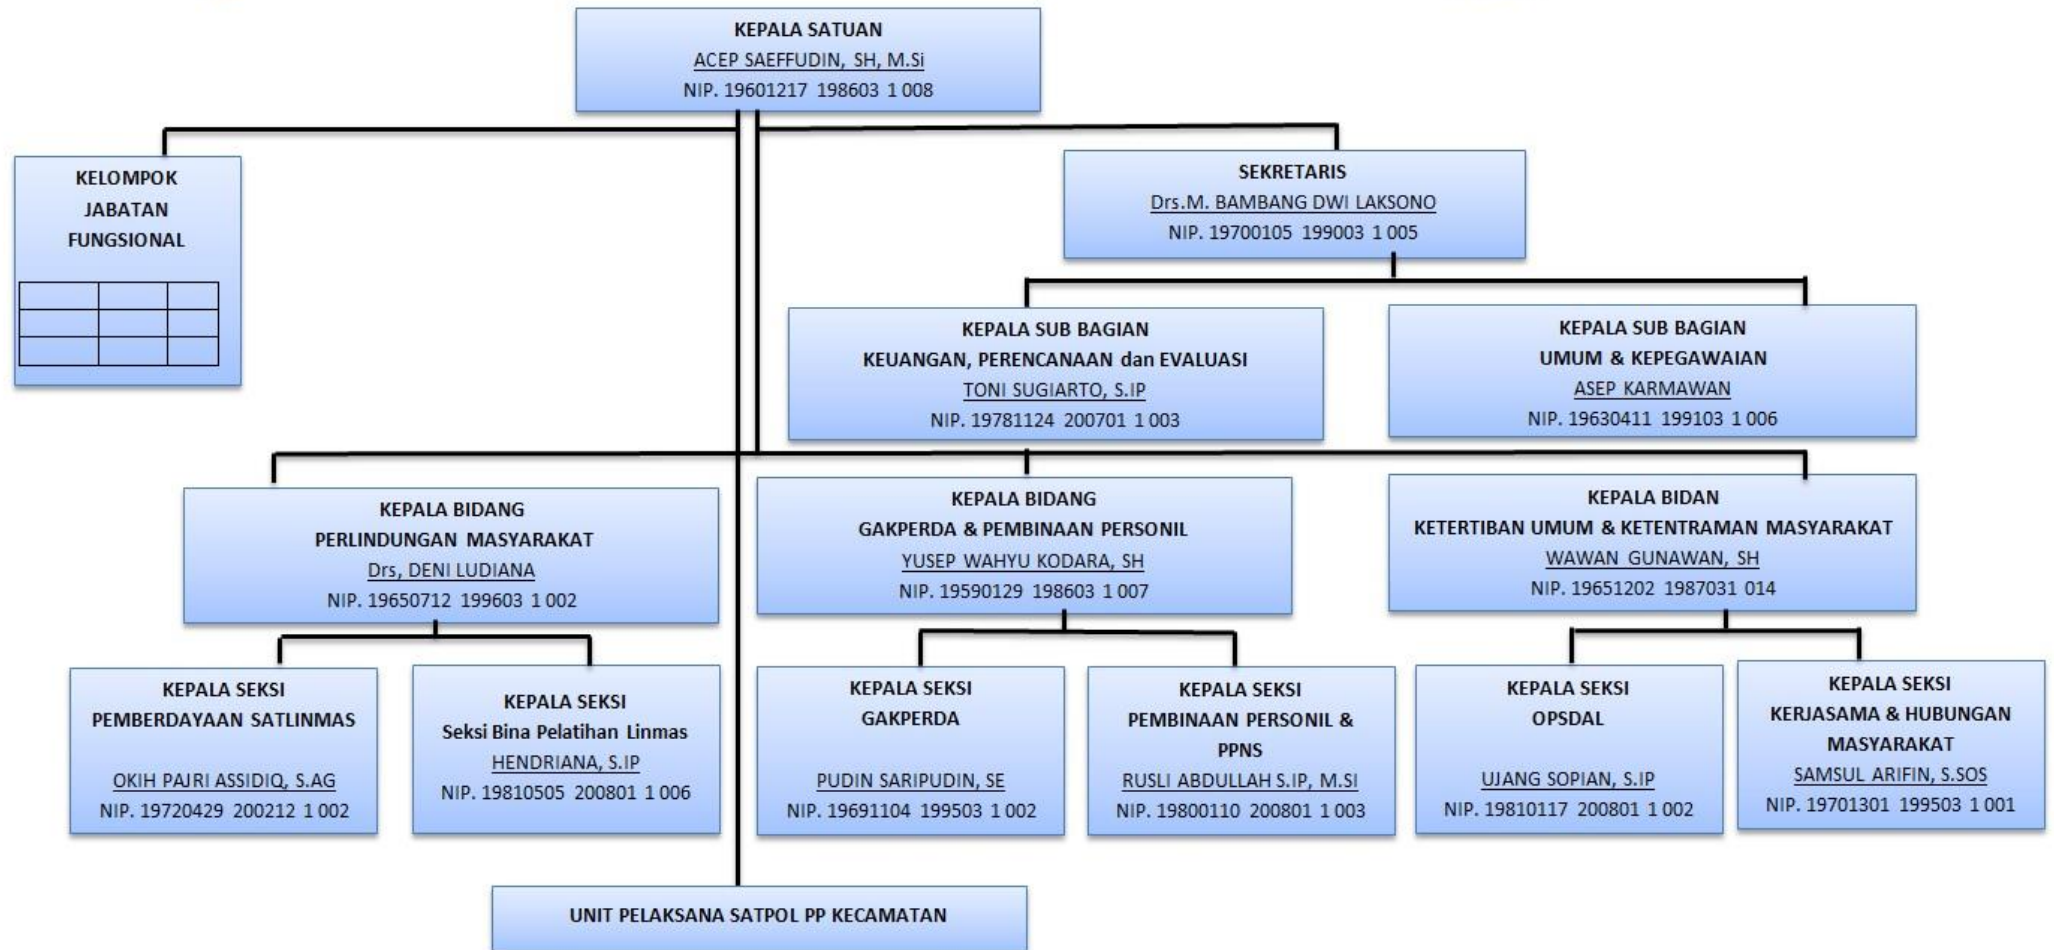 KEPALA SATUAN
ACEP SAEFFUDIN, SH, M.Si
NIP. 19601217 198603 1 008
KELOMPOK
JABATAN
FUNGSIONAL
SEKRETARIS
Drs.M. BAMBANG DWI LAKSONO
NIP. 19700105 199003 1 005
KEPALA SUB BAGIAN
KEUANGAN, PERENCANAAN dan EVALUASI
TONI SUGIARTO, S.IP
NIP. 19781124 200701 1 003
KEPALA SUB BAGIAN
UMUM & KEPEGAWAIAN
ASEP KARMAWAN
NIP. 19630411 199103 1 006
KEPALA BIDANG
PERLINDUNGAN MASYARAKAT
Drs, DENI LUDIANA
NIP. 19650712 199603 1 002
KEPALA BIDANG
GAKPERDA & PEMBINAAN PERSONIL
YUSEP WAHYU KODARA, SH
NIP. 19590129 198603 1 007
KEPALA BIDAN
KETERTIBAN UMUM & KETENTRAMAN MASYARAKAT
WAWAN GUNAWAN, SH
NIP. 19651202 1987031 014
KEPALA SEKSI
PEMBERDAYAAN SATLINMAS
OKIH PAJRI ASSIDIQ, S.AG
NIP. 19720429 200212 1 002
KEPALA SEKSI
Seksi Bina Pelatihan Linmas
HENDRIANA, S.IP
NIP. 19810505 200801 1 006
KEPALA SEKSI
GAKPERDA
PUDIN SARIPUDIN, SE
NIP. 19691104 199503 1 002
KEPALA SEKSI
PEMBINAAN PERSONIL &
PPNS
RUSLI ABDULLAH S.IP, M.SI
NIP. 19800110 200801 1 003
KEPALA SEKSI
OPSDAL
UJANG SOPIAN, S.IP
NIP. 19810117 200801 1 002
KEPALA SEKSI
KERJASAMA & HUBUNGAN
MASYARAKAT
SAMSUL ARIFIN, S.SOS
NIP. 19701301 199503 1 001
UNIT PELAKSANA SATPOL PP KECAMATAN